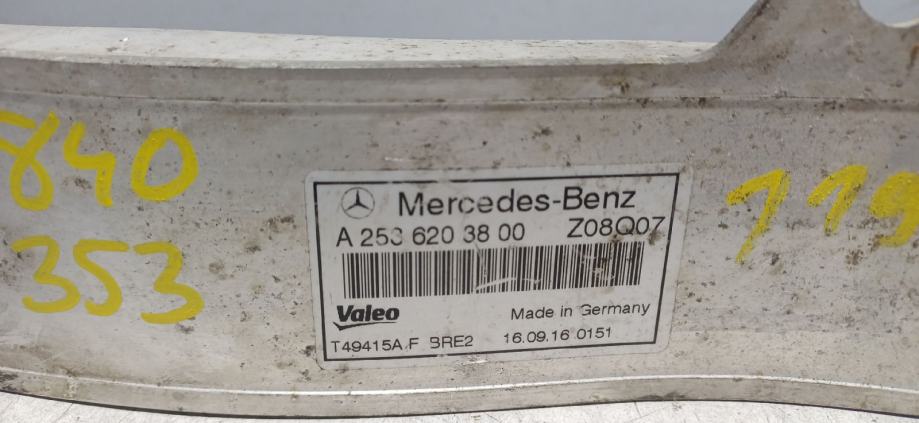 840
353
Mercedes-Benz
A 253 620 38 00 Z08Q07
Valeo
Made in Germany
T49415A F BRE2 16.09.16 0151
119